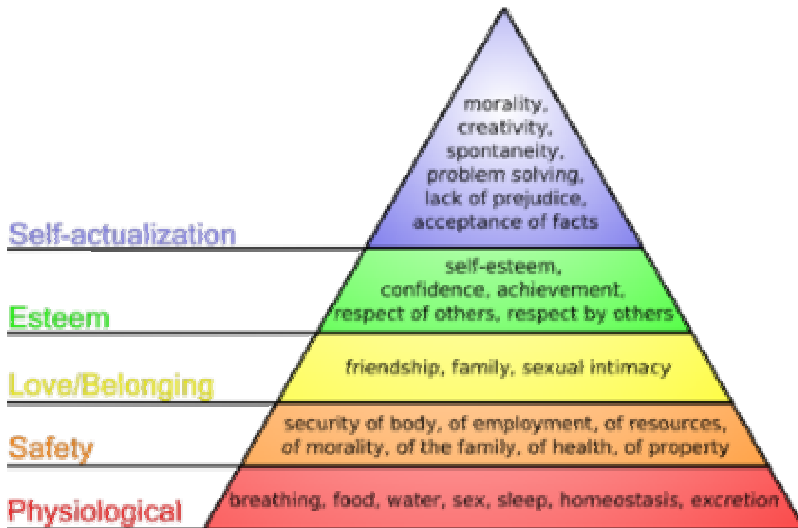 morality,
creativity,
spontaneity,
problem solving,
lack of prejudice,
acceptance of facts
Self-actualization
self-esteem,
confidence, achievement,
respect of others, respect by others
Esteem
friendship, family, sexual intimacy
Love/Belonging
security of body, of employment, of resources,
of morality, of the family, of health, of property
Safety
breathing, food, water, sex, sleep, homeostasis, excretion
Physiological